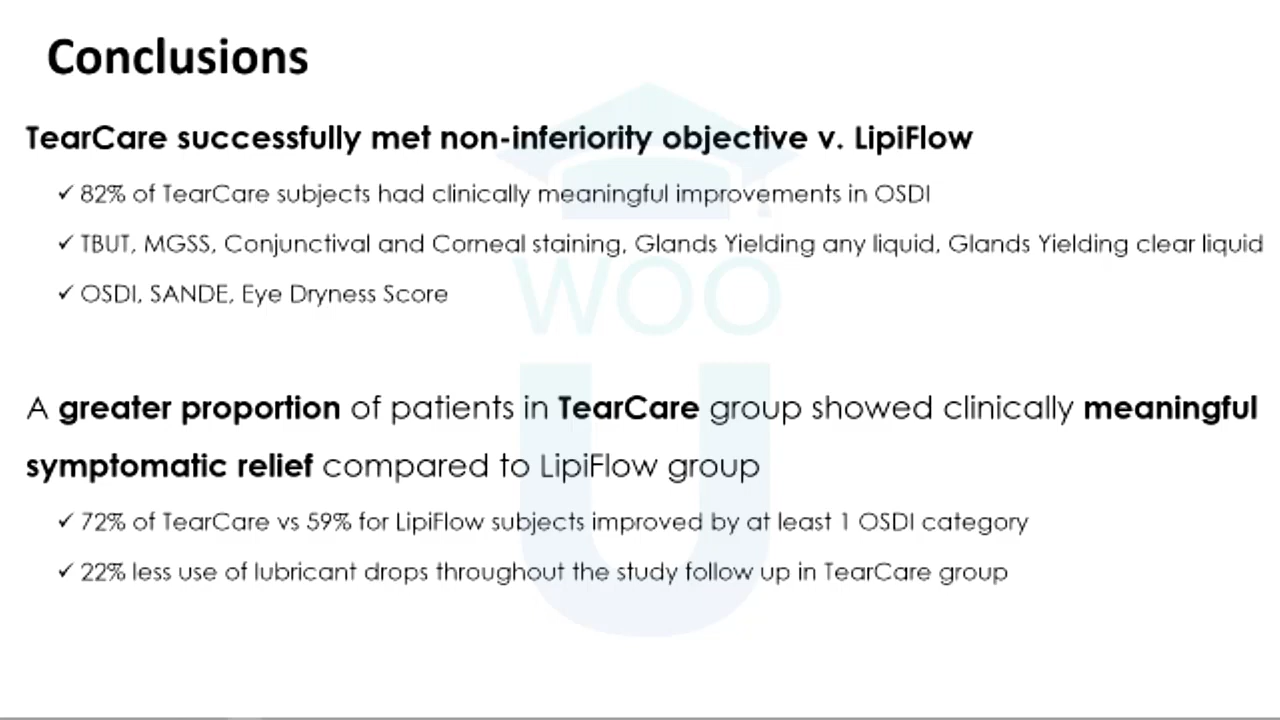 Conclusions
TearCare successfully met non-inferiority objective v. LipiFlow
✓ 82% of TearCare subjects had clinically meaningful improvements in OSDI
✓ TBUT, MGSS, Conjunctival and Corneal staining, Glands Yielding any liquid, Glands Yielding clear liquid
✓ OSDI, SANDE, Eye Dryness Score
WOO
U
A greater proportion of patients in TearCare group showed clinically meaningful
symptomatic relief compared to LipiFlow group
✓ 72% of TearCare vs 59% for LipiFlow subjects improved by at least 1 OSDI category
✓ 22% less use of lubricant drops throughout the study follow up in TearCare group